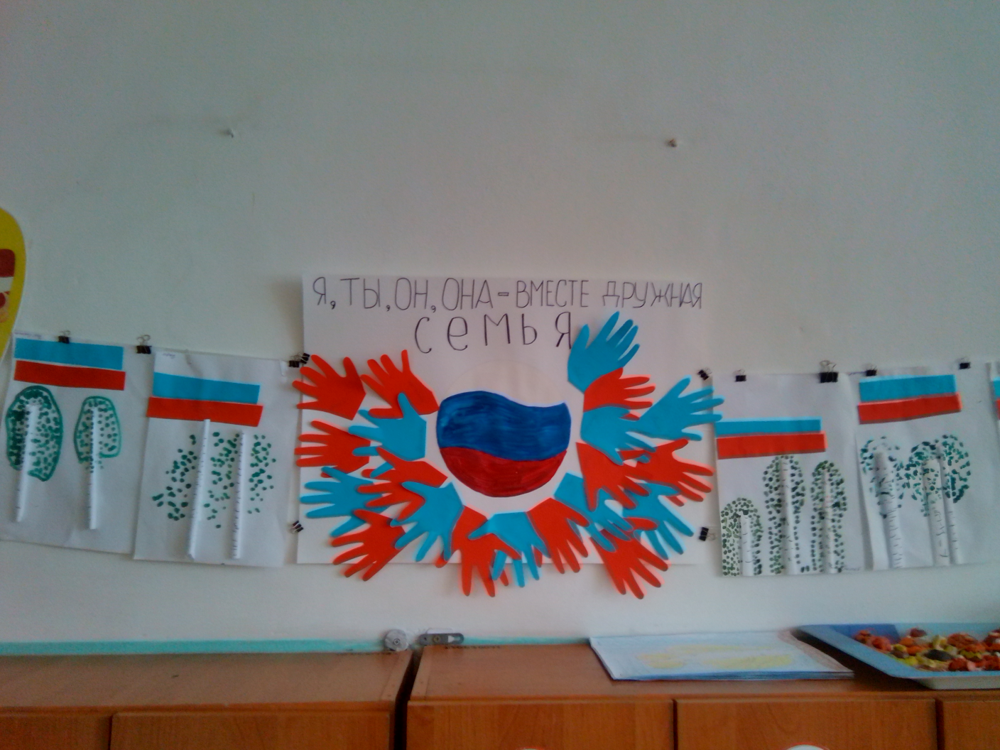 Я, ТЫ, ОН, ОНА - ВМЕСТЕ ДРУЖНАЯ
СЕМЬЯ